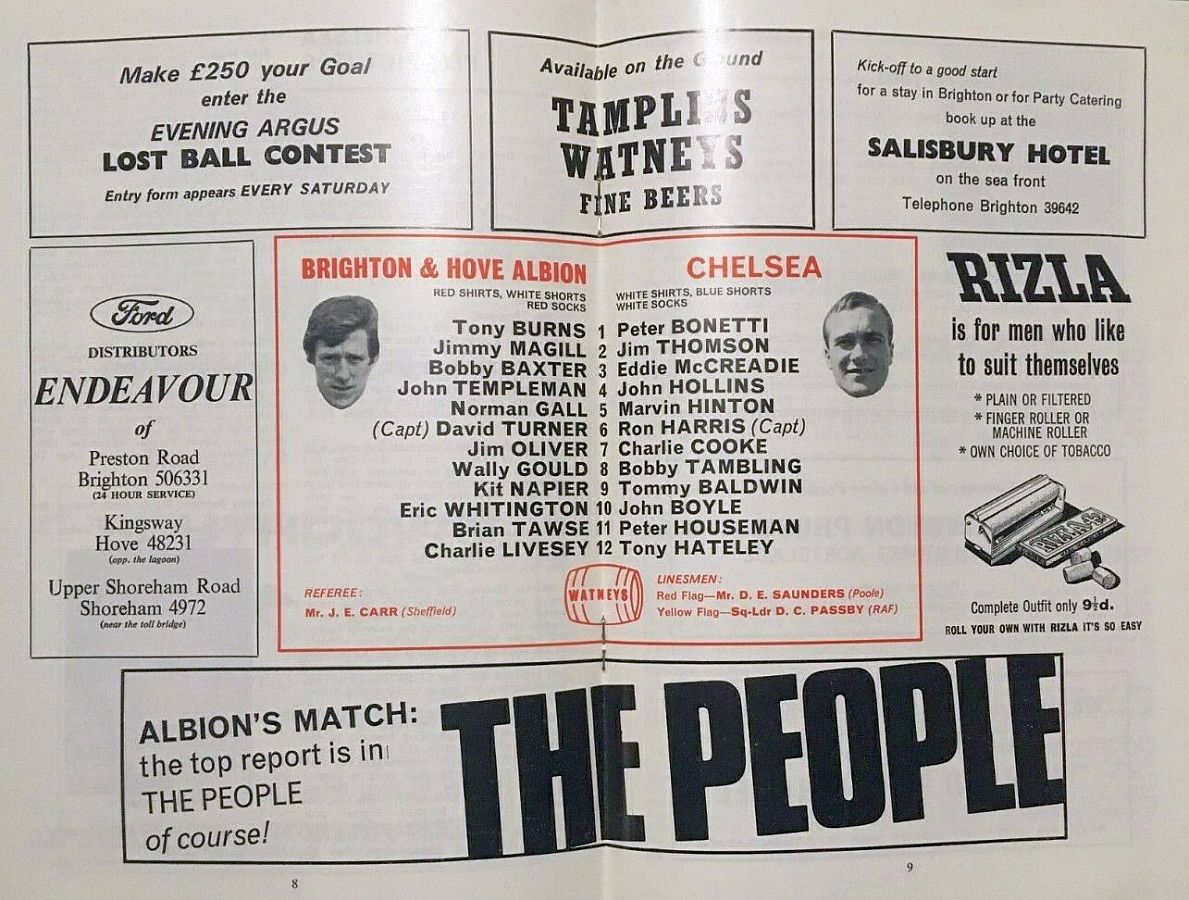 Make £250 your Goal
enter the
EVENING ARGUS
LOST BALL CONTEST
Entry form appears EVERY SATURDAY
Available on the G und
TAMPLINS
WATNEYS
FINE BEERS
Kick-off to a good start
for a stay in Brighton or for Party Catering
book up at the
SALISBURY HOTEL
on the sea front
Telephone Brighton 39642
Ford
DISTRIBUTORS
ENDEAVOUR
of
Preston Road
Brighton 506331
(24 HOUR SERVICE)
Kingsway
Hove 48231
(opp. the lagoon)
Upper Shoreham Road
Shoreham 4972
(near the toll bridge)
BRIGHTON & HOVE ALBION CHELSEA
RED SHIRTS, WHITE SHORTS WHITE SHIRTS, BLUE SHORTS
RED SOCKS WHITE SOCKS
Tony BURNS 1 Peter BONETTI
Jimmy MAGILL 2 Jim THOMSON
Bobby BAXTER 3 Eddie McCREADIE
John TEMPLEMAN 4 John HOLLINS
Norman GALL 5 Marvin HINTON
(Capt) David TURNER 6 Ron HARRIS (Capt)
Jim OLIVER 7 Charlie COOKE
Wally GOULD 8 Bobby TAMBLING
Kit NAPIER 9 Tommy BALDWIN
Eric WHITINGTON 10 John BOYLE
Brian TAWSE 11 Peter HOUSEMAN
Charlie LIVESEY 12 Tony HATELEY
REFEREE:
Mr. J. E. CARR (Sheffield)
WATNEYS
LINESMEN:
Red Flag—Mr. D. E. SAUNDERS (Poole)
Yellow Flag—Sq-Ldr D. C. PASSBY (RAF)
RIZLA
is for men who like
to suit themselves
* PLAIN OR FILTERED
* FINGER ROLLER OR
MACHINE ROLLER
* OWN CHOICE OF TOBACCO
RIZLA
Complete Outfit only 9½d.
ROLL YOUR OWN WITH RIZLA IT'S SO EASY
ALBION'S MATCH:
the top report is in
THE PEOPLE
of course!
THE PEOPLE
8
9